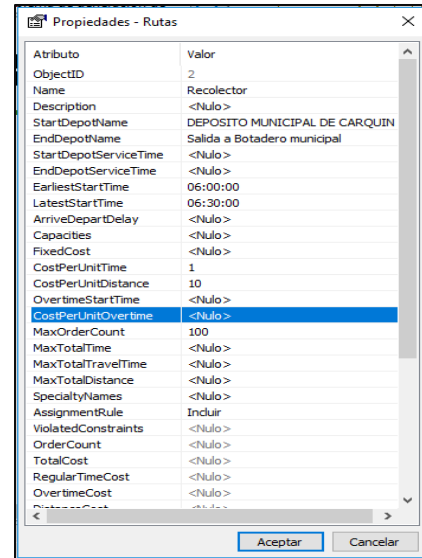 Propiedades - Rutas
Atributo Valor
ObjectID 2
Name Recolector
Description <Nulo>
StartDepotName DEPOSITO MUNICIPAL DE CARQUIN
EndDepotName Salida a Botadero municipal
StartDepotServiceTime <Nulo>
EndDepotServiceTime <Nulo>
EarliestStartTime 06:00:00
LatestStartTime 06:30:00
ArriveDepartDelay <Nulo>
Capacities <Nulo>
FixedCost <Nulo>
CostPerUnitTime 1
CostPerUnitDistance 10
OvertimeStartTime <Nulo>
CostPerUnitOvertime <Nulo>
MaxOrderCount 100
MaxTotalTime <Nulo>
MaxTotalTravelTime <Nulo>
MaxTotalDistance <Nulo>
SpecialtyNames <Nulo>
AssignmentRule Incluir
ViolatedConstraints <Nulo>
OrderCount <Nulo>
TotalCost <Nulo>
RegularTimeCost <Nulo>
OvertimeCost <Nulo>
DistanceCost <Nulo>
Aceptar Cancelar